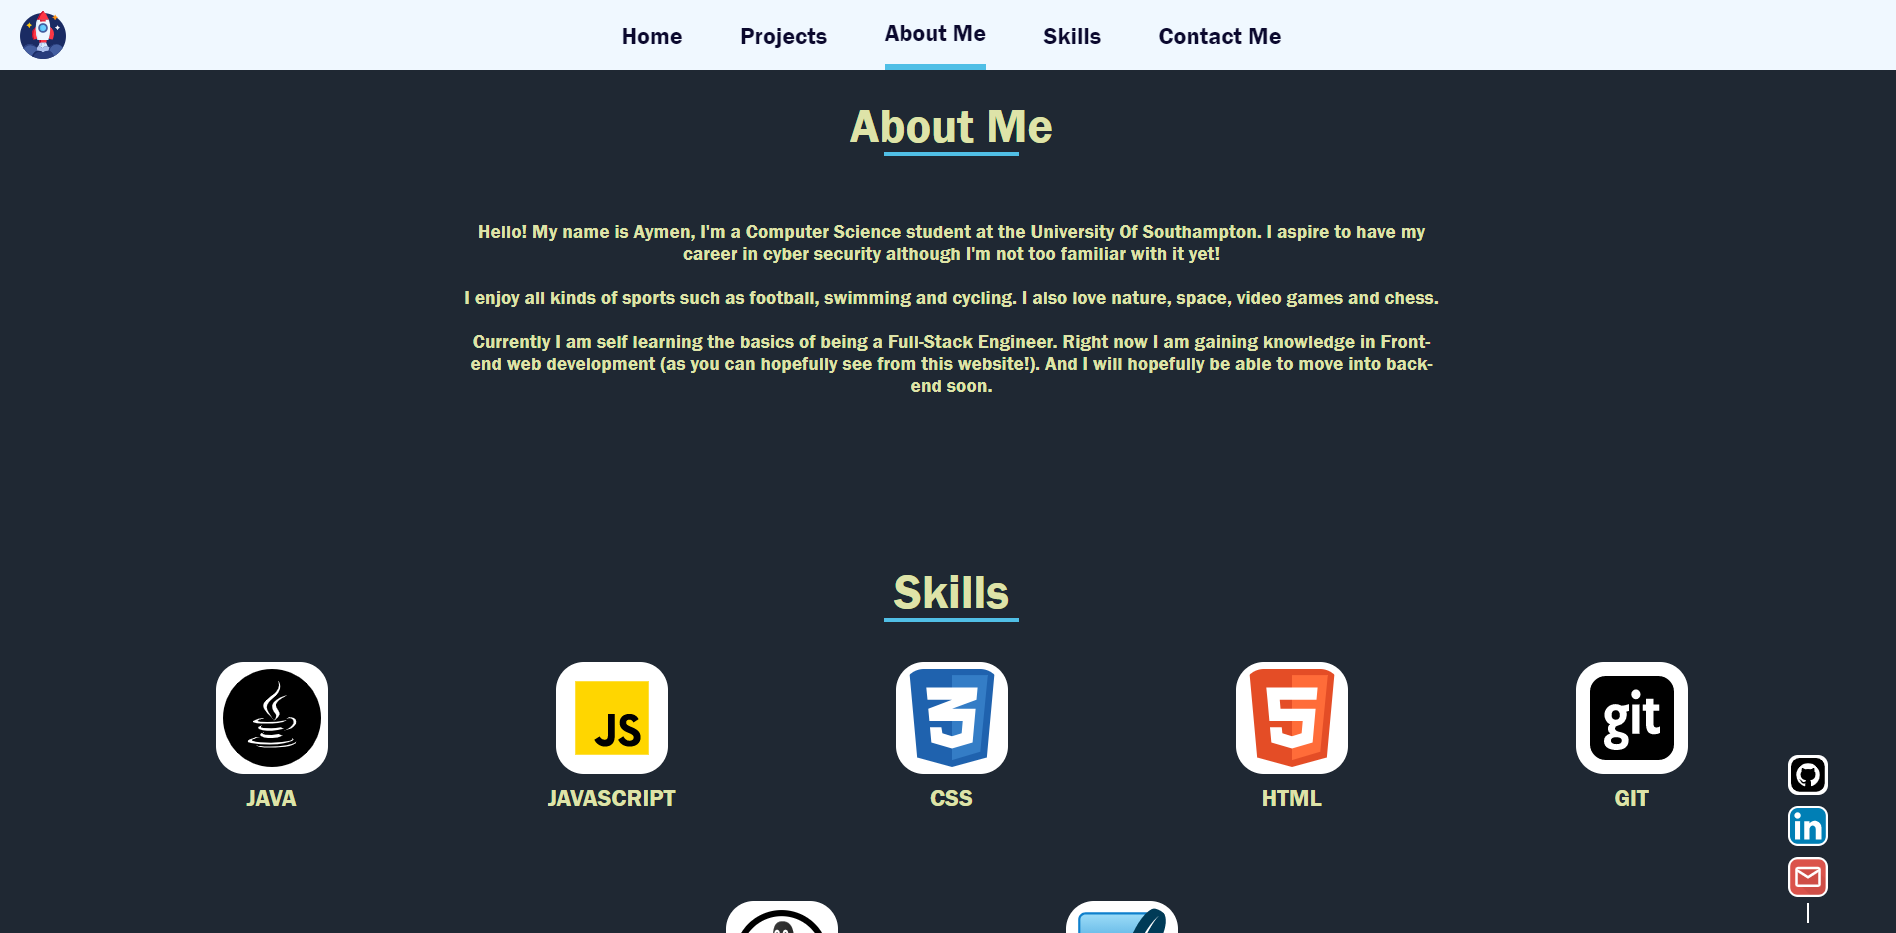 Home Projects About Me Skills Contact Me
About Me
Hello! My name is Aymen, I'm a Computer Science student at the University Of Southampton. I aspire to have my
career in cyber security although I'm not too familiar with it yet!
I enjoy all kinds of sports such as football, swimming and cycling. I also love nature, space, video games and chess.
Currently I am self learning the basics of being a Full-Stack Engineer. Right now I am gaining knowledge in Front-
end web development (as you can hopefully see from this website!). And I will hopefully be able to move into back-
end soon.
Skills
JS
3
5
git
JAVA JAVASCRIPT CSS HTML GIT
in